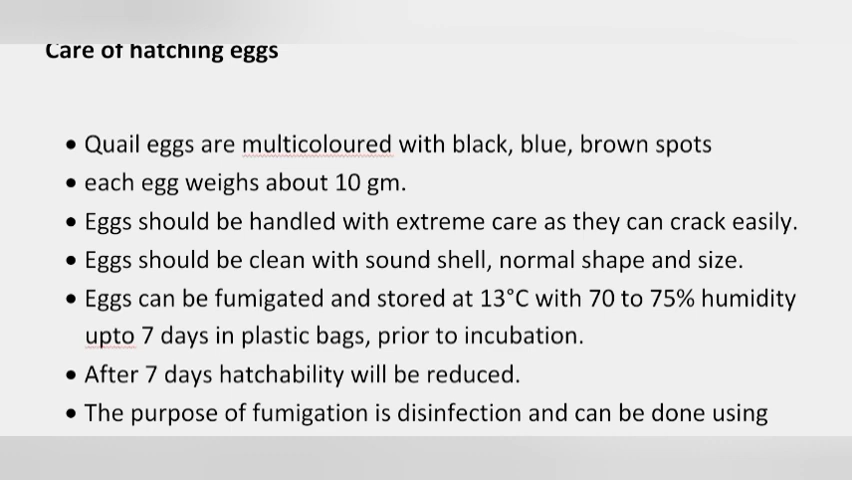 Care of hatching eggs
• Quail eggs are multicoloured with black, blue, brown spots
• each egg weighs about 10 gm.
• Eggs should be handled with extreme care as they can crack easily.
• Eggs should be clean with sound shell, normal shape and size.
• Eggs can be fumigated and stored at 13°C with 70 to 75% humidity
upto 7 days in plastic bags, prior to incubation.
• After 7 days hatchability will be reduced.
• The purpose of fumigation is disinfection and can be done using